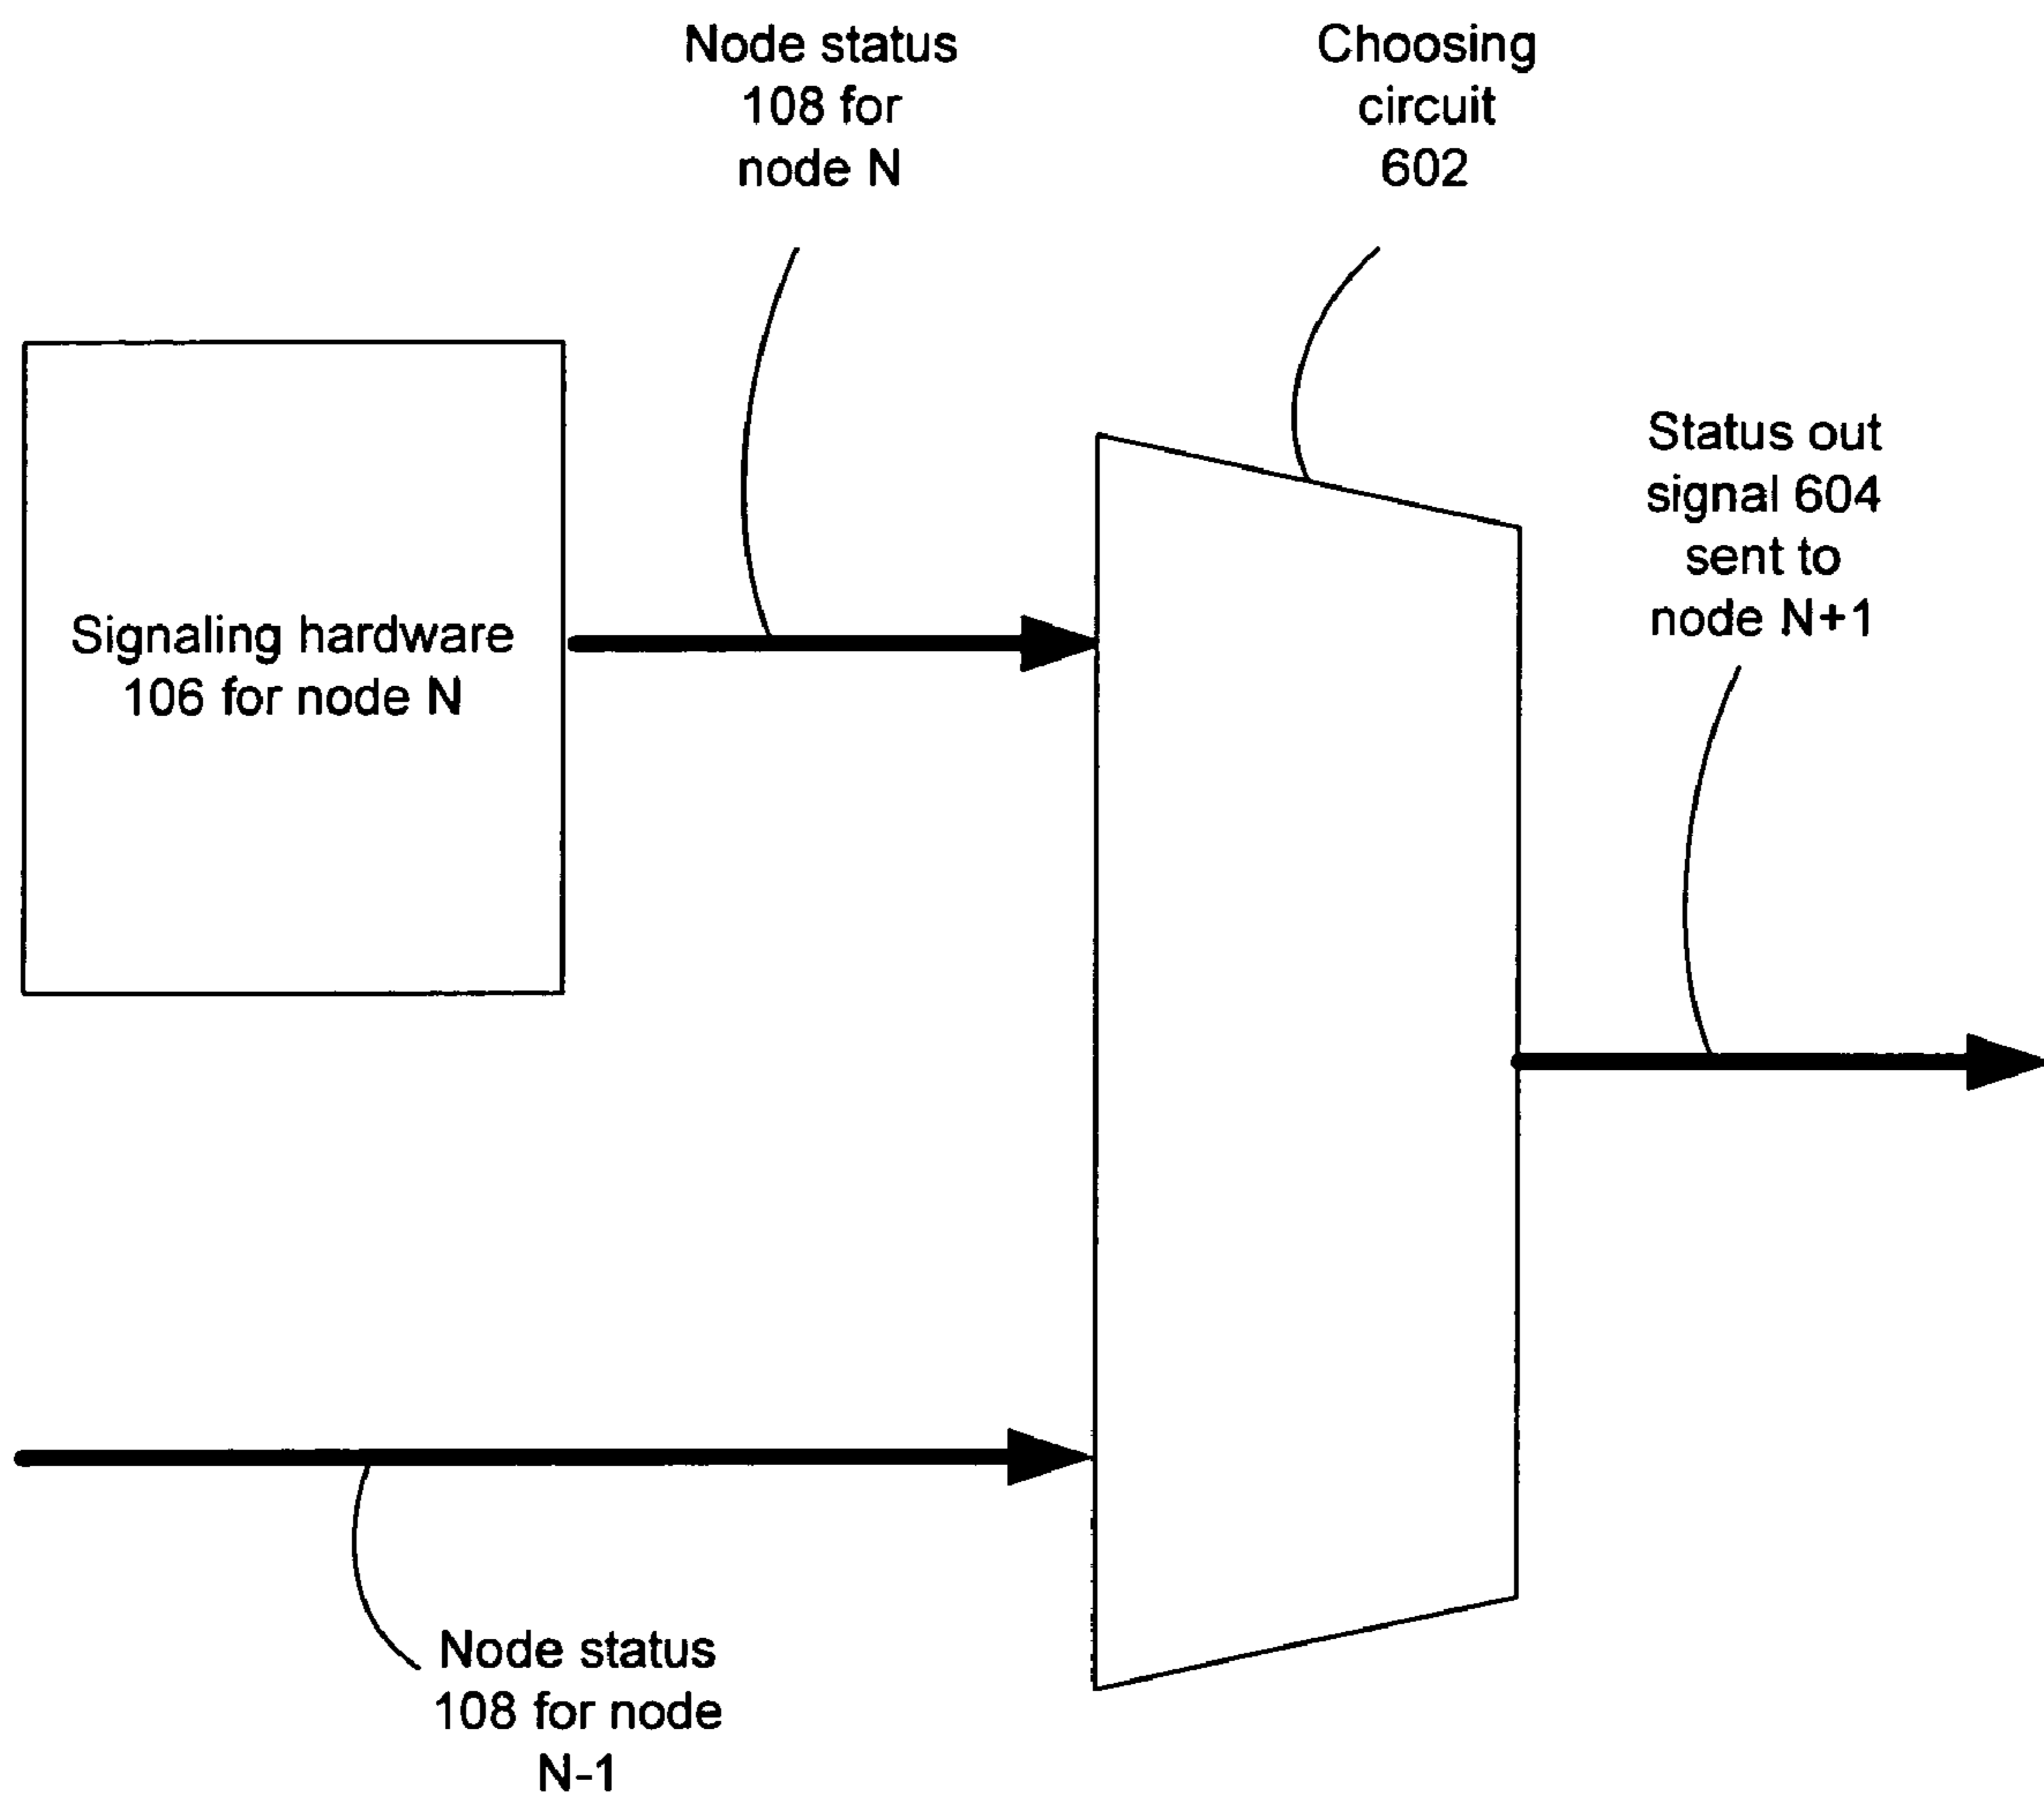 Node status
108 for
node N
Choosing
circuit
602
Status out
signal 604
sent to
node N+1
Signaling hardware
106 for node N
Node status
108 for node
N-1